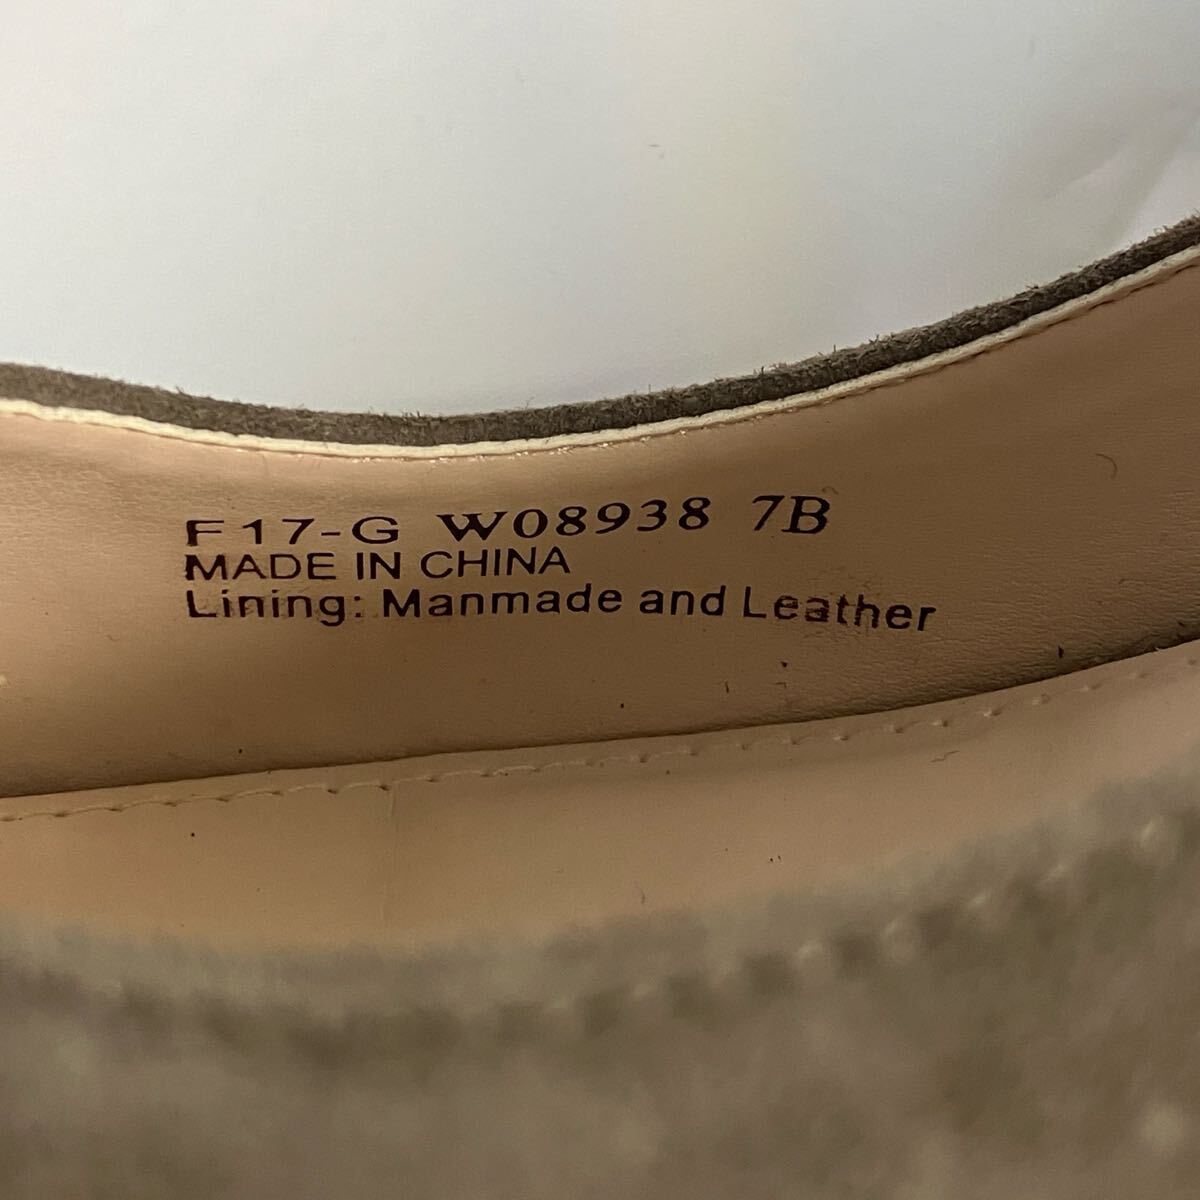 F17-G W08938 7B
MADE IN CHINA
Lining: Manmade and Leather